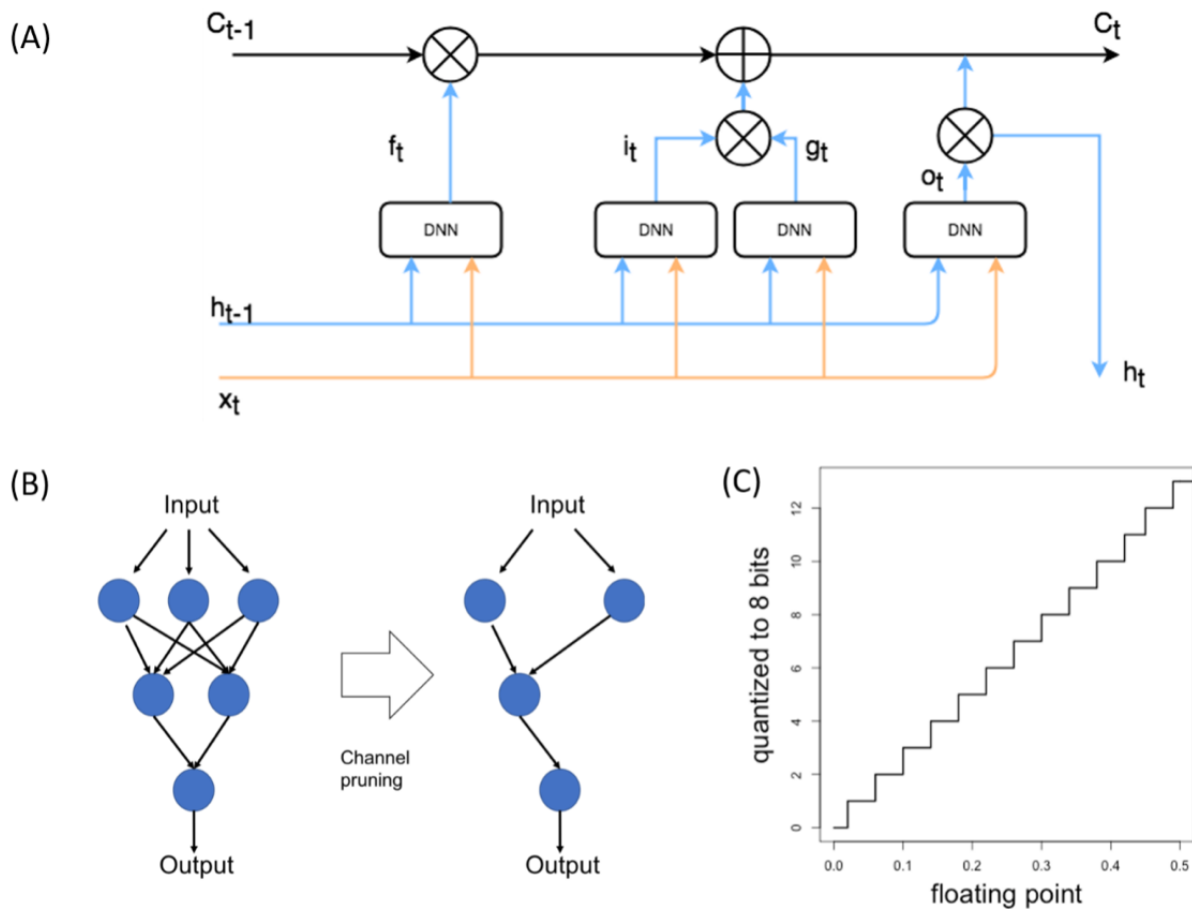 (A)
Ct-1
Ct
ft
it
gt
ot
DNN
DNN
DNN
DNN
ht-1
xt
ht
(B)
Input
Input
Channel
pruning
Output
Output
(C)
quantized to 8 bits
12
10
8
6
4
2
0
0.0 0.1 0.2 0.3 0.4 0.5
floating point